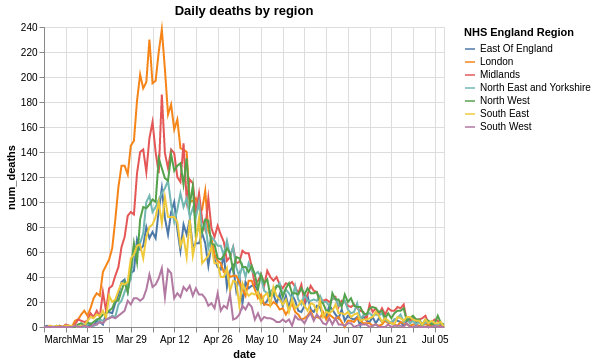 Daily deaths by region
NHS England Region
East Of England
London
Midlands
North East and Yorkshire
North West
South East
South West
num_deaths
240
220
200
180
160
140
120
100
80
60
40
20
0
March Mar 15 Mar 29 Apr 12 Apr 26 May 10 May 24 Jun 07 Jun 21 Jul 05
date